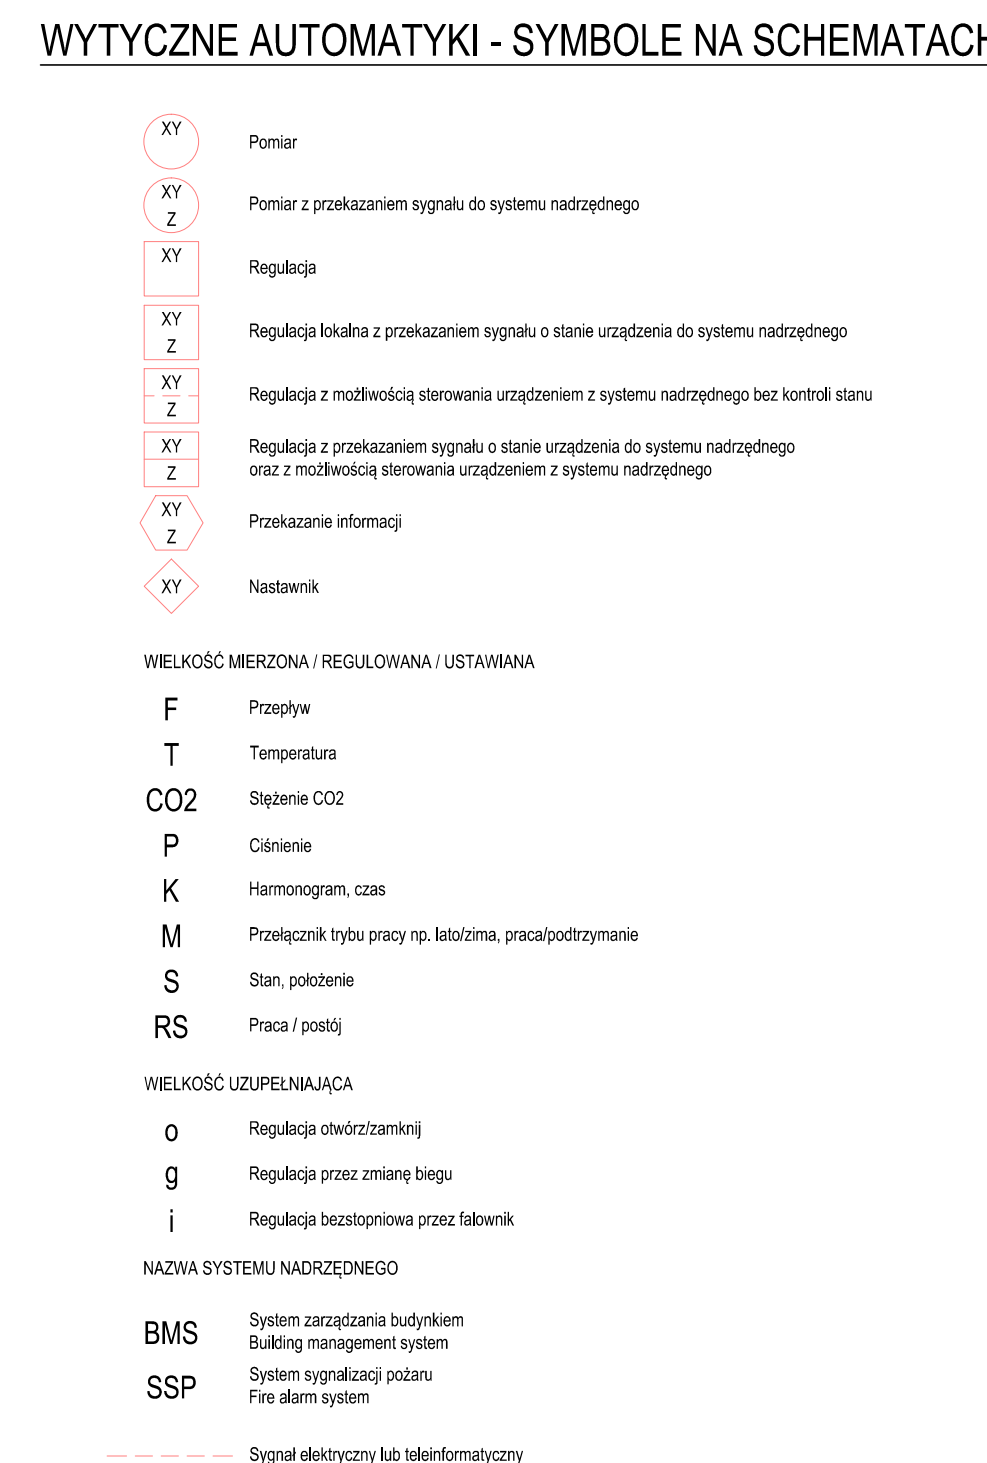 WYTYCZNE AUTOMATYKI - SYMBOLE NA SCHEMATACH
XY
Pomiar
XY
Z
Pomiar z przekazaniem sygnału do systemu nadrzędnego
XY
Regulacja
XY
Z
Regulacja lokalna z przekazaniem sygnału o stanie urządzenia do systemu nadrzędnego
XY
Z
Regulacja z możliwością sterowania urządzeniem z systemu nadrzędnego bez kontroli stanu
XY
Z
Regulacja z przekazaniem sygnału o stanie urządzenia do systemu nadrzędnego
oraz z możliwością sterowania urządzeniem z systemu nadrzędnego
XY
Z
Przekazanie informacji
XY
Nastawnik
WIELKOŚĆ MIERZONA / REGULOWANA / USTAWIANA
F Przepływ
T Temperatura
CO2 Stężenie CO2
P Ciśnienie
K Harmonogram, czas
M Przełącznik trybu pracy np. lato/zima, praca/podtrzymanie
S Stan, położenie
RS Praca / postój
WIELKOŚĆ UZUPEŁNIAJĄCA
o Regulacja otwórz/zamknij
g Regulacja przez zmianę biegu
i Regulacja bezstopniowa przez falownik
NAZWA SYSTEMU NADRZĘDNEGO
BMS
System zarządzania budynkiem
Building management system
SSP
System sygnalizacji pożaru
Fire alarm system
Sygnał elektryczny lub teleinformatyczny